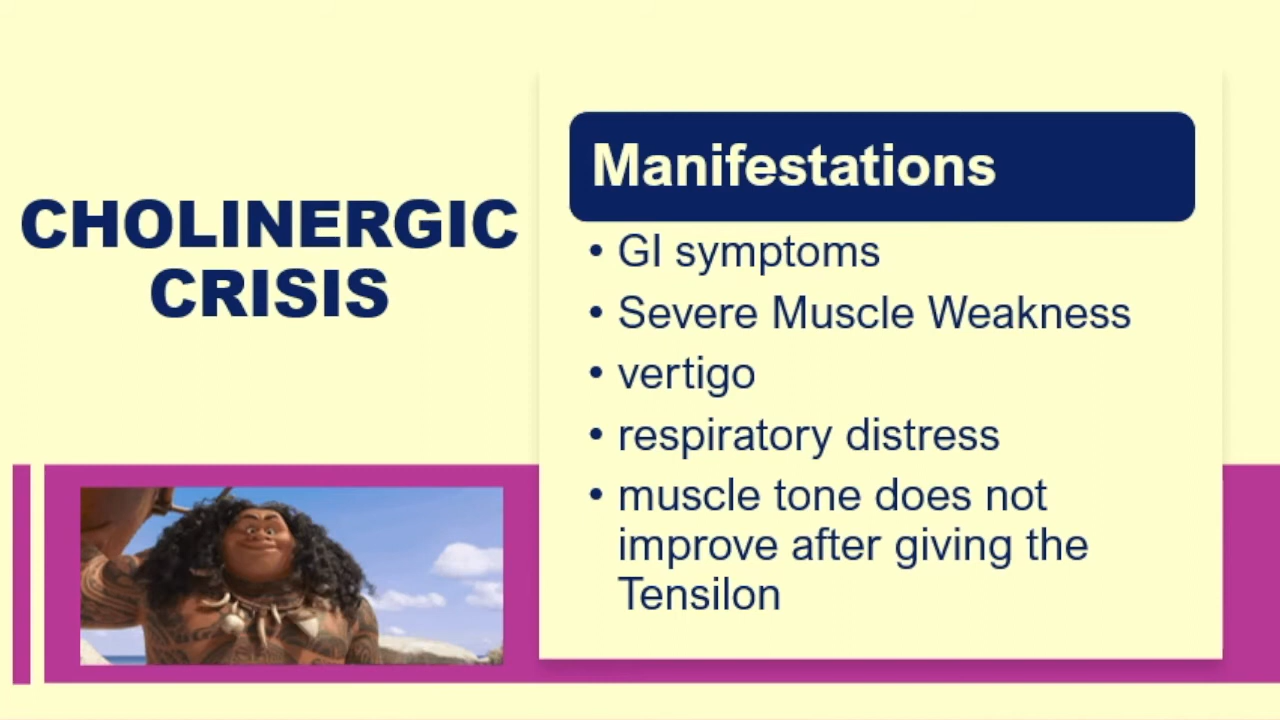 CHOLINERGIC
CRISIS
Manifestations
• GI symptoms
• Severe Muscle Weakness
• vertigo
• respiratory distress
• muscle tone does not
improve after giving the
Tensilon